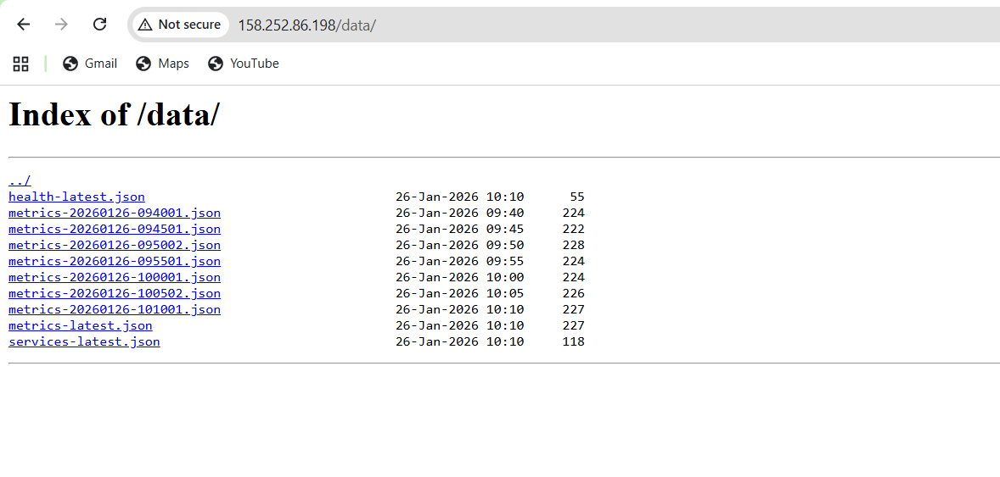 Not secure 158.252.86.198/data/
Gmail Maps YouTube
Index of /data/
../
health-latest.json 26-Jan-2026 10:10 55
metrics-20260126-094001.json 26-Jan-2026 09:40 224
metrics-20260126-094501.json 26-Jan-2026 09:45 222
metrics-20260126-095002.json 26-Jan-2026 09:50 228
metrics-20260126-095501.json 26-Jan-2026 09:55 224
metrics-20260126-100001.json 26-Jan-2026 10:00 224
metrics-20260126-100502.json 26-Jan-2026 10:05 226
metrics-20260126-101001.json 26-Jan-2026 10:10 227
metrics-latest.json 26-Jan-2026 10:10 227
services-latest.json 26-Jan-2026 10:10 118